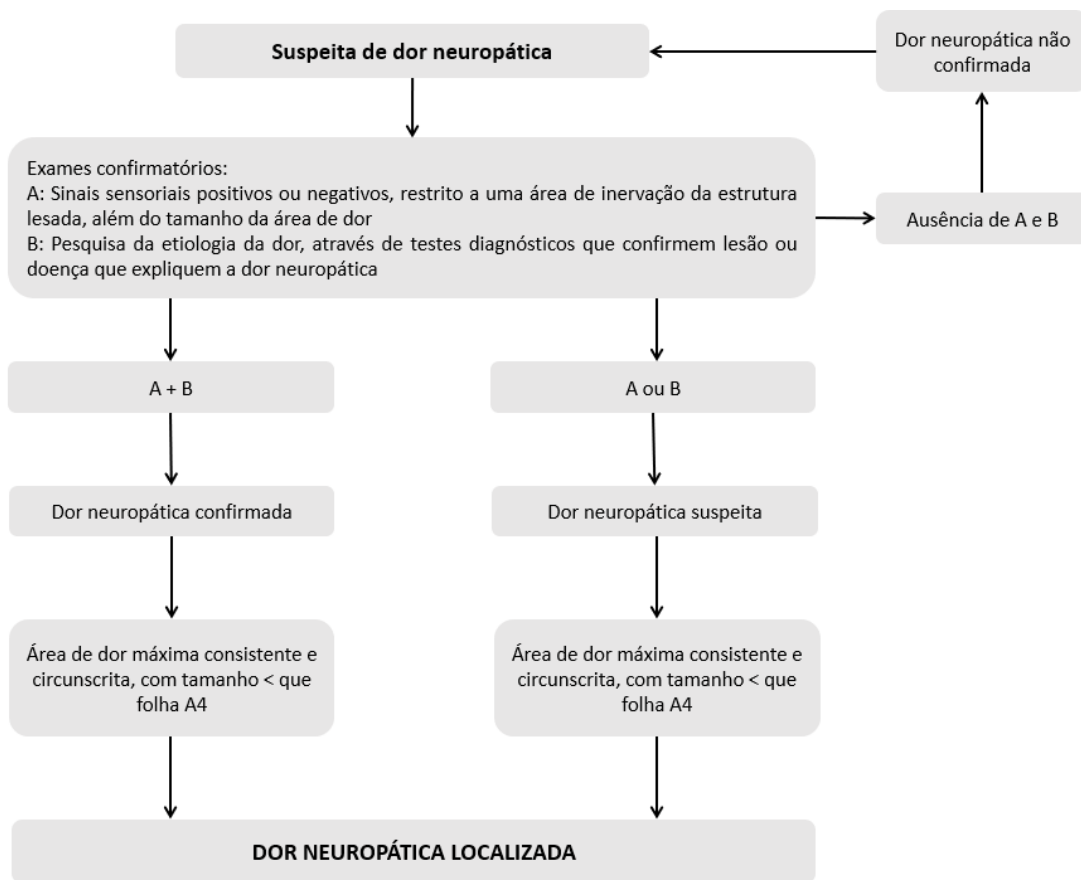 Suspeita de dor neuropática
Dor neuropática não
confirmada
Exames confirmatórios:
A: Sinais sensoriais positivos ou negativos, restrito a uma área de inervação da estrutura
lesada, além do tamanho da área de dor
B: Pesquisa da etiologia da dor, através de testes diagnósticos que confirmem lesão ou
doença que expliquem a dor neuropática
Ausência de A e B
A + B
A ou B
Dor neuropática confirmada
Dor neuropática suspeita
Área de dor máxima consistente e
circunscrita, com tamanho < que
folha A4
Área de dor máxima consistente e
circunscrita, com tamanho < que
folha A4
DOR NEUROPÁTICA LOCALIZADA